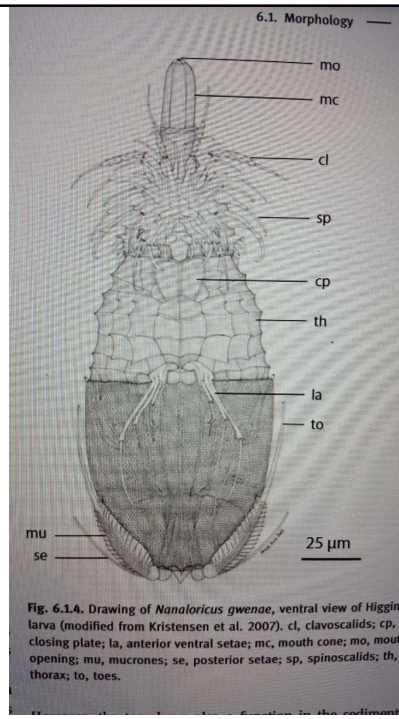 6.1. Morphology
mo
mc
cl
sp
cp
th
la
to
mu
se
25 μm
Fig. 6.1.4. Drawing of Nanaloricus gwenae, ventral view of Higgin
larva (modified from Kristensen et al. 2007). cl, clavoscalids; cp,
closing plate; la, anterior ventral setae; mc, mouth cone; mo, mout
opening; mu, mucrones; se, posterior setae; sp, spinoscalids; th,
thorax; to, toes.